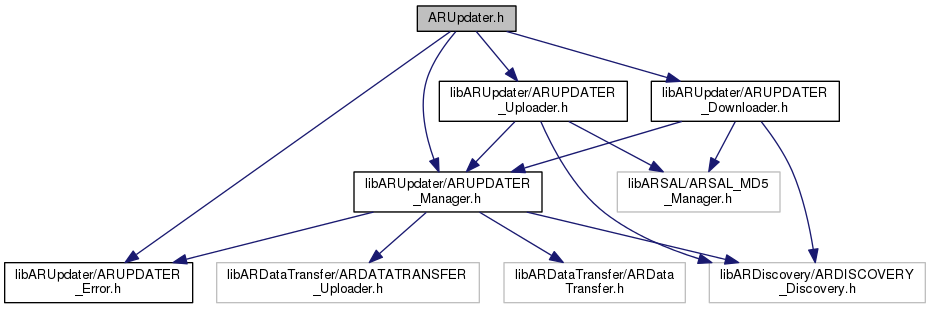 ARUpdater.h
libARUpdater/ARUPDATER
_Uploader.h
libARUpdater/ARUPDATER
_Downloader.h
libARUpdater/ARUPDATER
_Manager.h
libARSAL/ARSAL_MD5
_Manager.h
libARUpdater/ARUPDATER
_Error.h
libARDataTransfer/ARDATATRANSFER
_Uploader.h
libARDataTransfer/ARData
Transfer.h
libARDiscovery/ARDISCOVERY
_Discovery.h